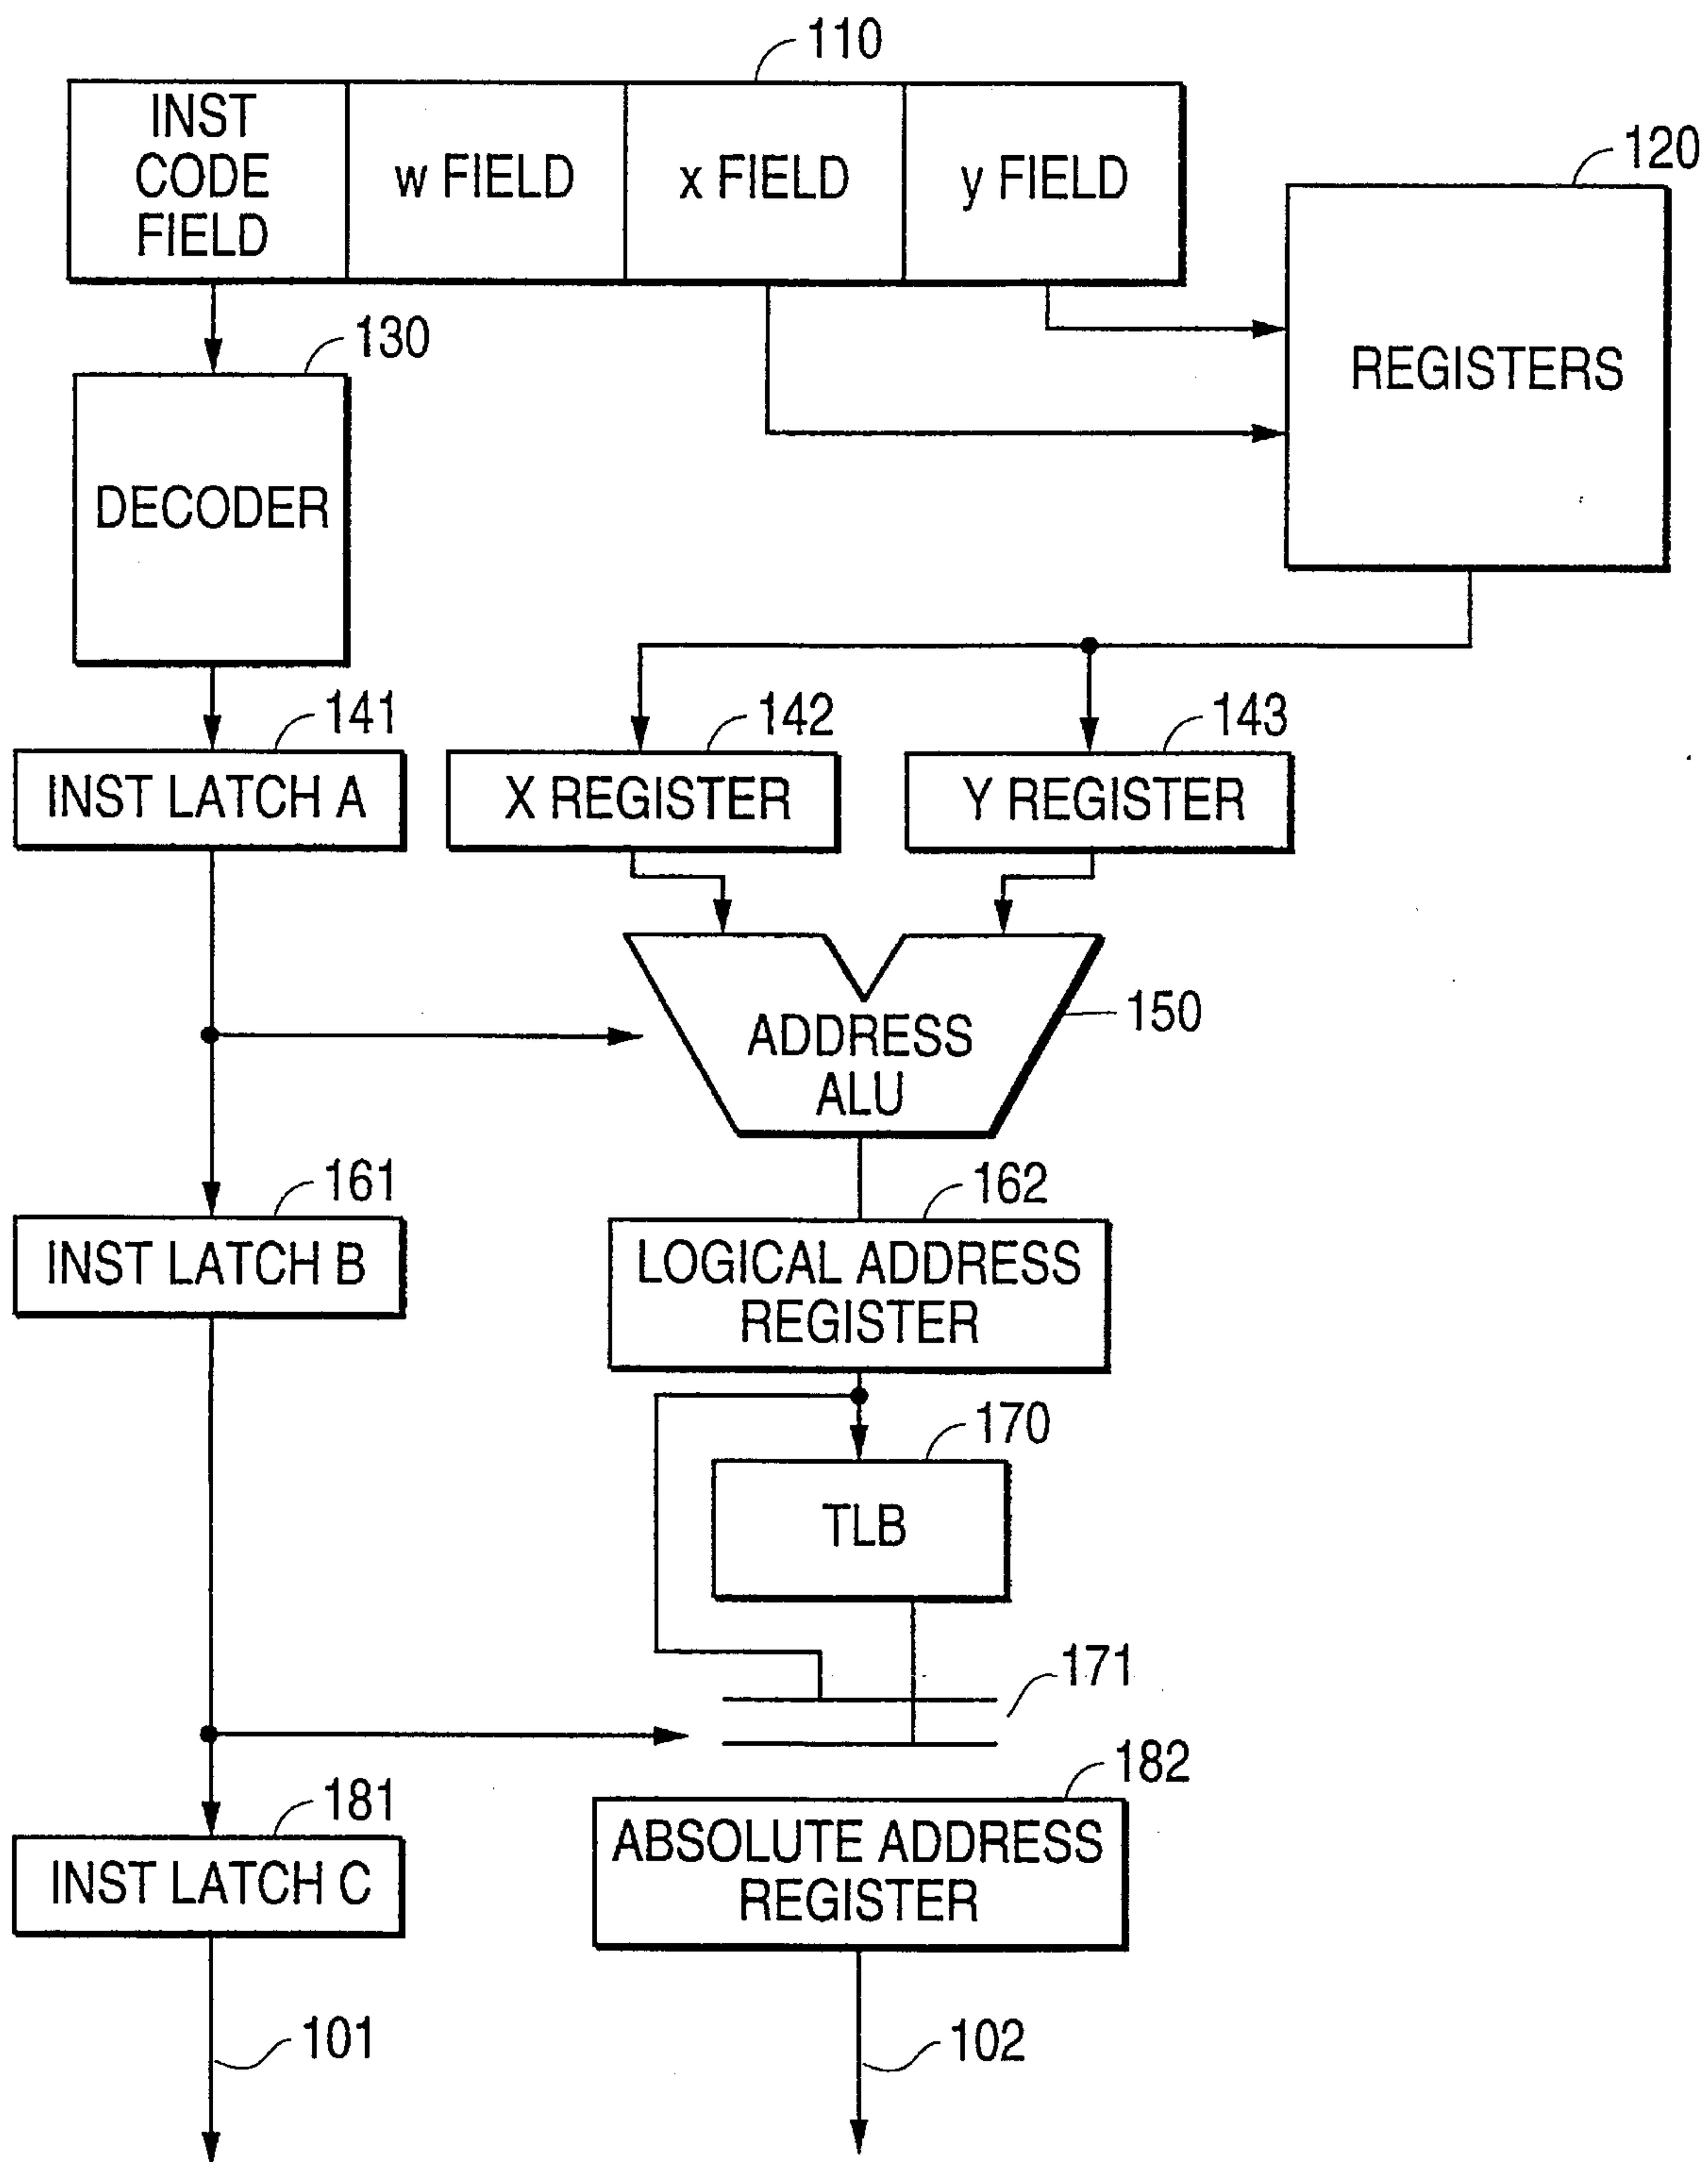 110
INST
CODE
FIELD
w FIELD
x FIELD
y FIELD
120
REGISTERS
130
DECODER
141
INST LATCH A
142
X REGISTER
143
Y REGISTER
150
ADDRESS
ALU
161
INST LATCH B
162
LOGICAL ADDRESS
REGISTER
170
TLB
171
181
INST LATCH C
182
ABSOLUTE ADDRESS
REGISTER
101
102